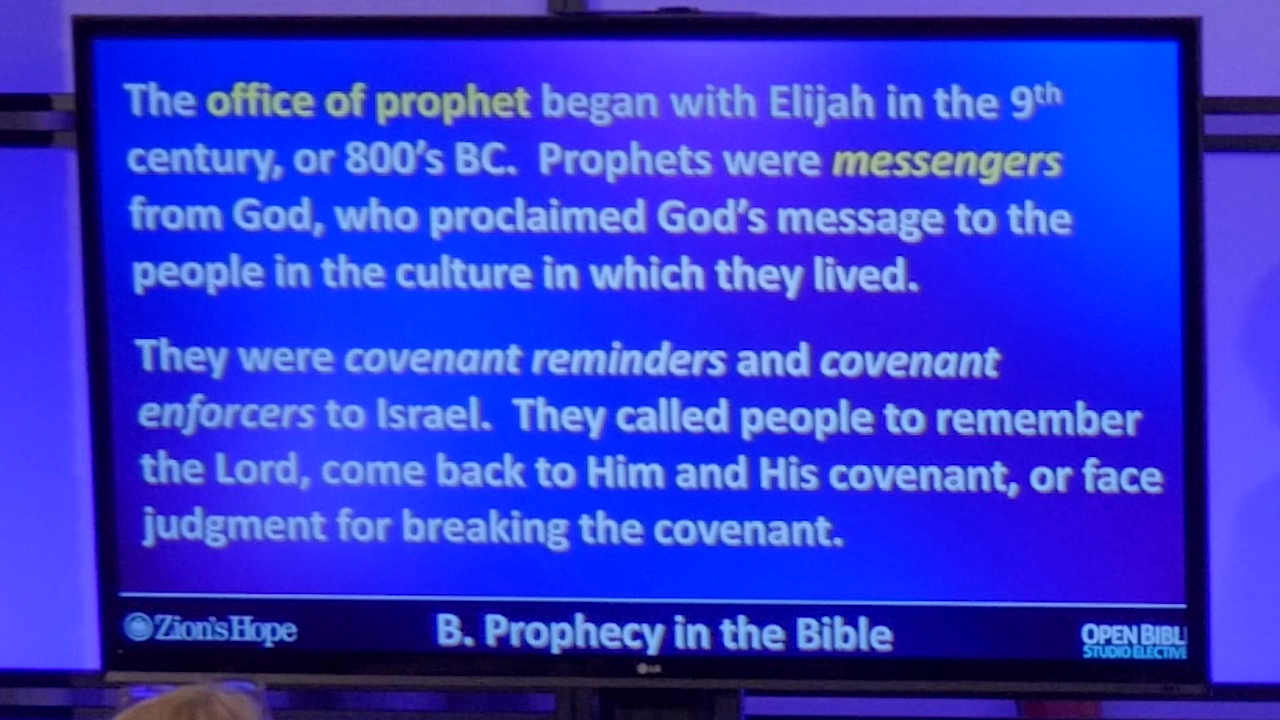 The office of prophet began with Elijah in the 9th
century, or 800's BC. Prophets were messengers
from God, who proclaimed God's message to the
people in the culture in which they lived.
They were covenant reminders and covenant
enforcers to Israel. They called people to remember
the Lord, come back to Him and His covenant, or face
judgment for breaking the covenant.
Zion's Hope
B. Prophecy in the Bible
OPEN BIBL
STUDIO ELECTIVE
LG